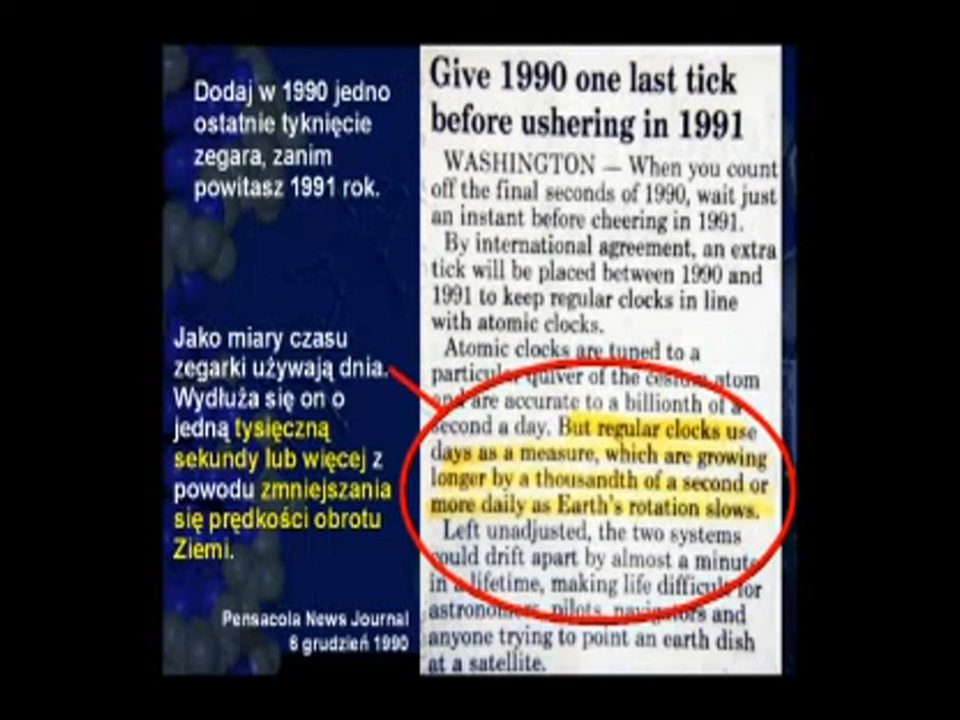 Dodaj w 1990 jedno
ostatnie tyknięcie
zegara, zanim
powitasz 1991 rok.
Jako miary czasu
zegarki używają dnia.
Wydłuża się on o
jedną tysięczną
sekundy lub więcej z
powodu zmniejszania
się prędkości obrotu
Ziemi.
Pensacola News Journal
6 grudzień 1990
Give 1990 one last tick
before ushering in 1991
WASHINGTON — When you count
off the final seconds of 1990, wait just
an instant before cheering in 1991.
By international agreement, an extra
tick will be placed between 1990 and
1991 to keep regular clocks in line
with atomic clocks.
Atomic clocks are tuned to a
particular quiver of the cesium atom
and are accurate to a billionth of a
second a day. But regular clocks use
days as a measure, which are growing
longer by a thousandth of a second or
more daily as Earth's rotation slows.
Left unadjusted, the two systems
could drift apart by almost a minute
in a lifetime, making life difficult for
astronomers, pilots, navigators and
anyone trying to point an earth dish
at a satellite.